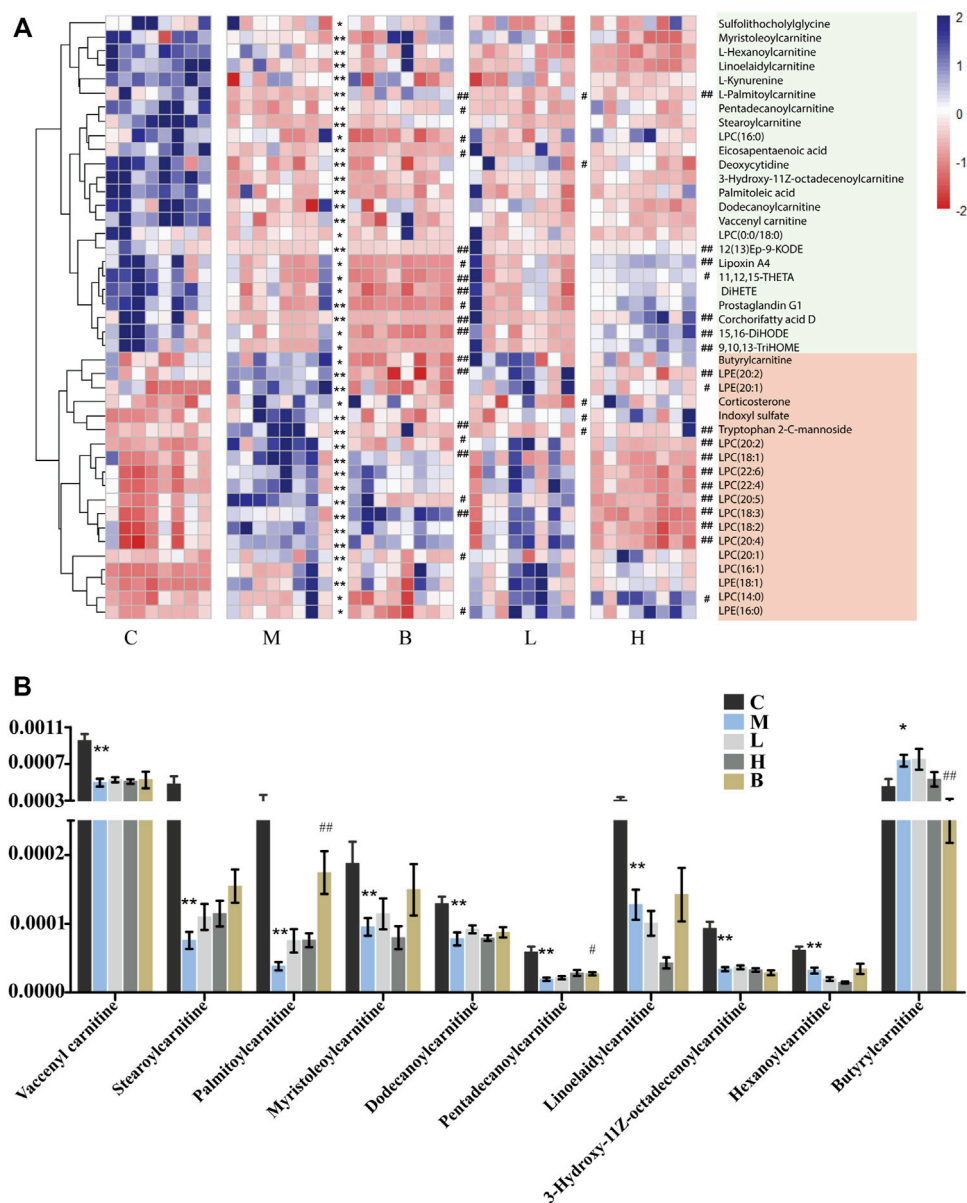 A
Sulfolithocholylglycine
Myristoleoylcarnitine
L-Hexanoylcarnitine
Linoelaidylcarnitine
L-Kynurenine
L-Palmitoylcarnitine
Pentadecanoylcarnitine
Stearoylcarnitine
LPC(16:0)
Eicosapentaenoic acid
Deoxycytidine
3-Hydroxy-11Z-octadecenoylcarnitine
Palmitoleic acid
Dodecanoylcarnitine
Vaccenyl carnitine
LPC(0:0/18:0)
12(13)Ep-9-KODE
Lipoxin A4
11,12,15-THETA
DiHETE
Prostaglandin G1
Corchorifatty acid D
15,16-DiHODE
9,10,13-TriHOME
Butyrylcarnitine
LPE(20:2)
LPE(20:1)
Corticosterone
Indoxyl sulfate
Tryptophan 2-C-mannoside
LPC(20:2)
LPC(18:1)
LPC(22:6)
LPC(22:4)
LPC(20:5)
LPC(18:3)
LPC(18:2)
LPC(20:4)
LPC(20:1)
LPC(16:1)
LPE(18:1)
LPC(14:0)
LPE(16:0)
2
1
0
-1
-2
C M B L H
B
C
M
L
H
B
0.0011
0.0007
0.0003
0.0002
0.0001
0.0000
** ** ** ## ** ** ** # ** ** ** * ##
Vaccenyl carnitine
Stearoylcarnitine
Palmitoylcarnitine
Myristoleoylcarnitine
Dodecanoylcarnitine
Pentadecanoylcarnitine
Linoelaidylcarnitine
3-Hydroxy-11Z-octadecenoylcarnitine
Hexanoylcarnitine
Butyrylcarnitine